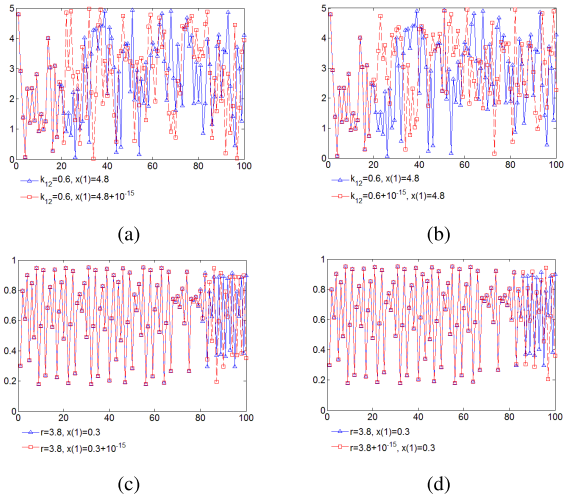 5
4
3
2
1
0
0 20 40 60 80 100
k12=0.6, x(1)=4.8
k12=0.6, x(1)=4.8+10-15
(a)
5
4
3
2
1
0
0 20 40 60 80 100
k12=0.6, x(1)=4.8
k12=0.6+10-15, x(1)=4.8
(b)
1
0.8
0.6
0.4
0.2
0
0 20 40 60 80 100
r=3.8, x(1)=0.3
r=3.8, x(1)=0.3+10-15
(c)
1
0.8
0.6
0.4
0.2
0
0 20 40 60 80 100
r=3.8, x(1)=0.3
r=3.8+10-15, x(1)=0.3
(d)